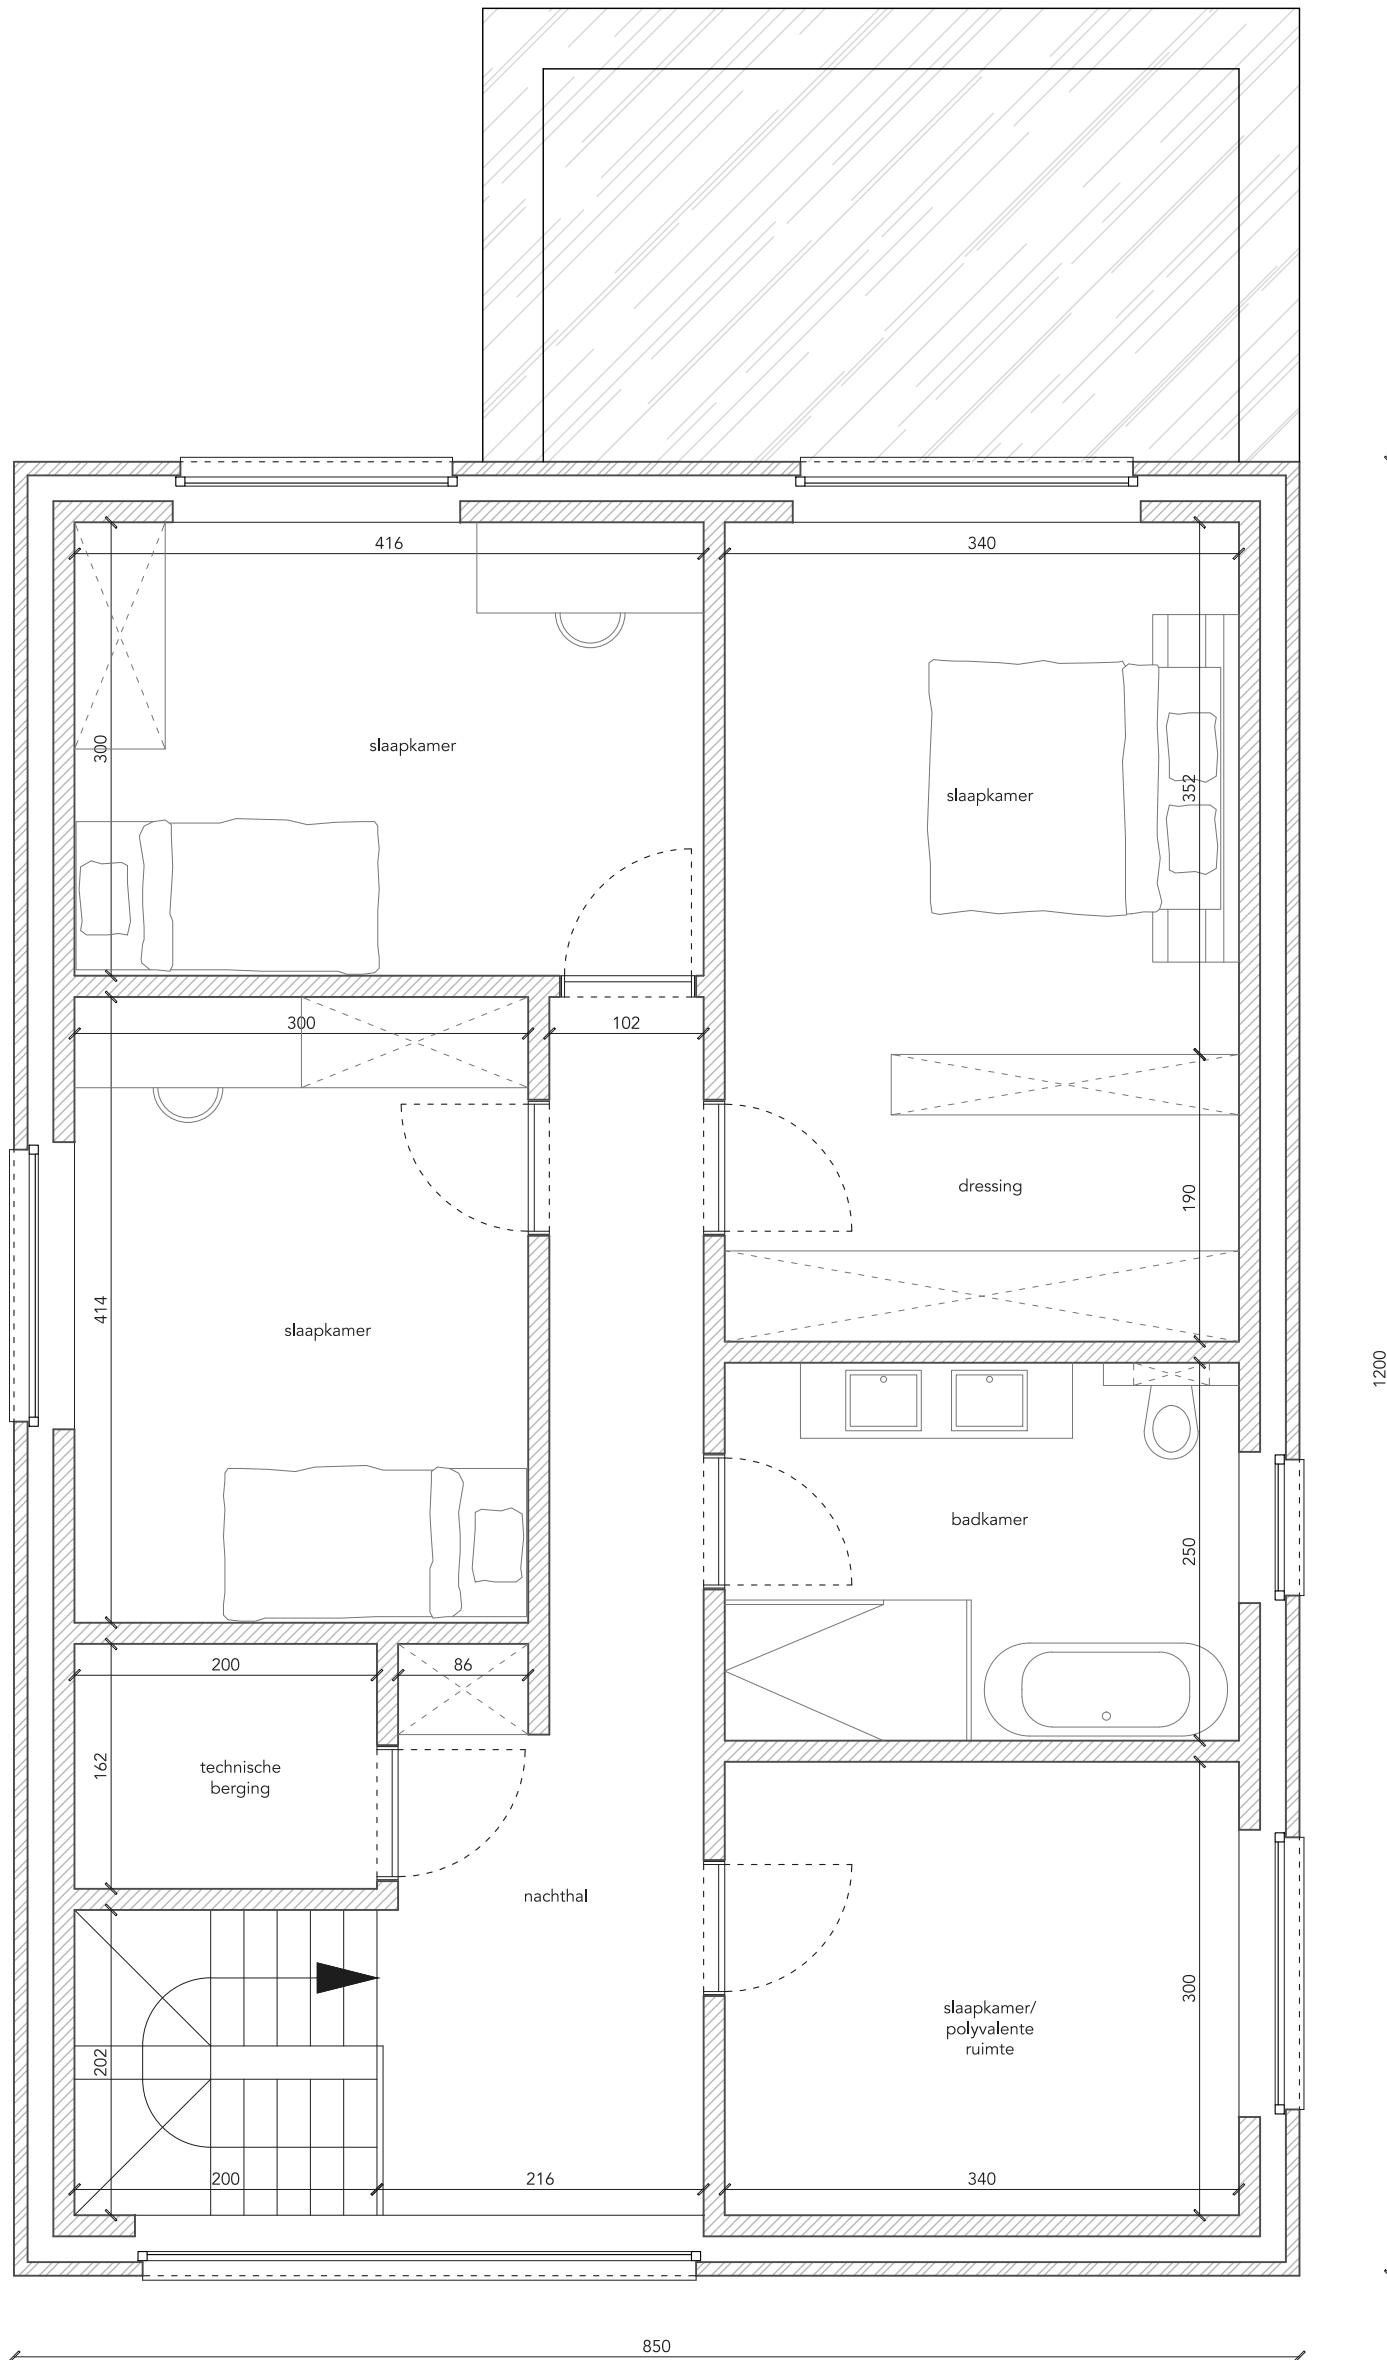 416
340
300
slaapkamer
352
slaapkamer
300
102
414
slaapkamer
190
dressing
1200
250
badkamer
200
86
162
technische
berging
nachthal
300
slaapkamer/
polyvalente
ruimte
202
200
216
340
850